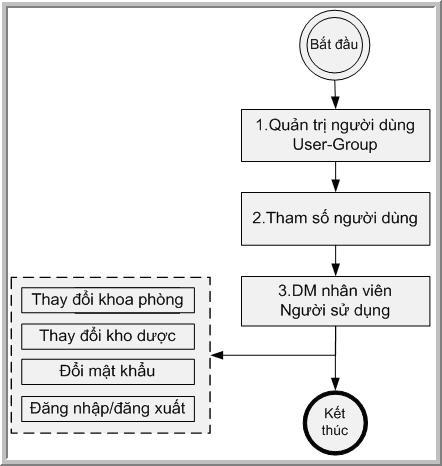 Bắt đầu
1.Quản trị người dùng
User-Group
2.Tham số người dùng
3.DM nhân viên
Người sử dụng
Thay đổi khoa phòng
Thay đổi kho dược
Đổi mật khẩu
Đăng nhập/đăng xuất
Kết
thúc